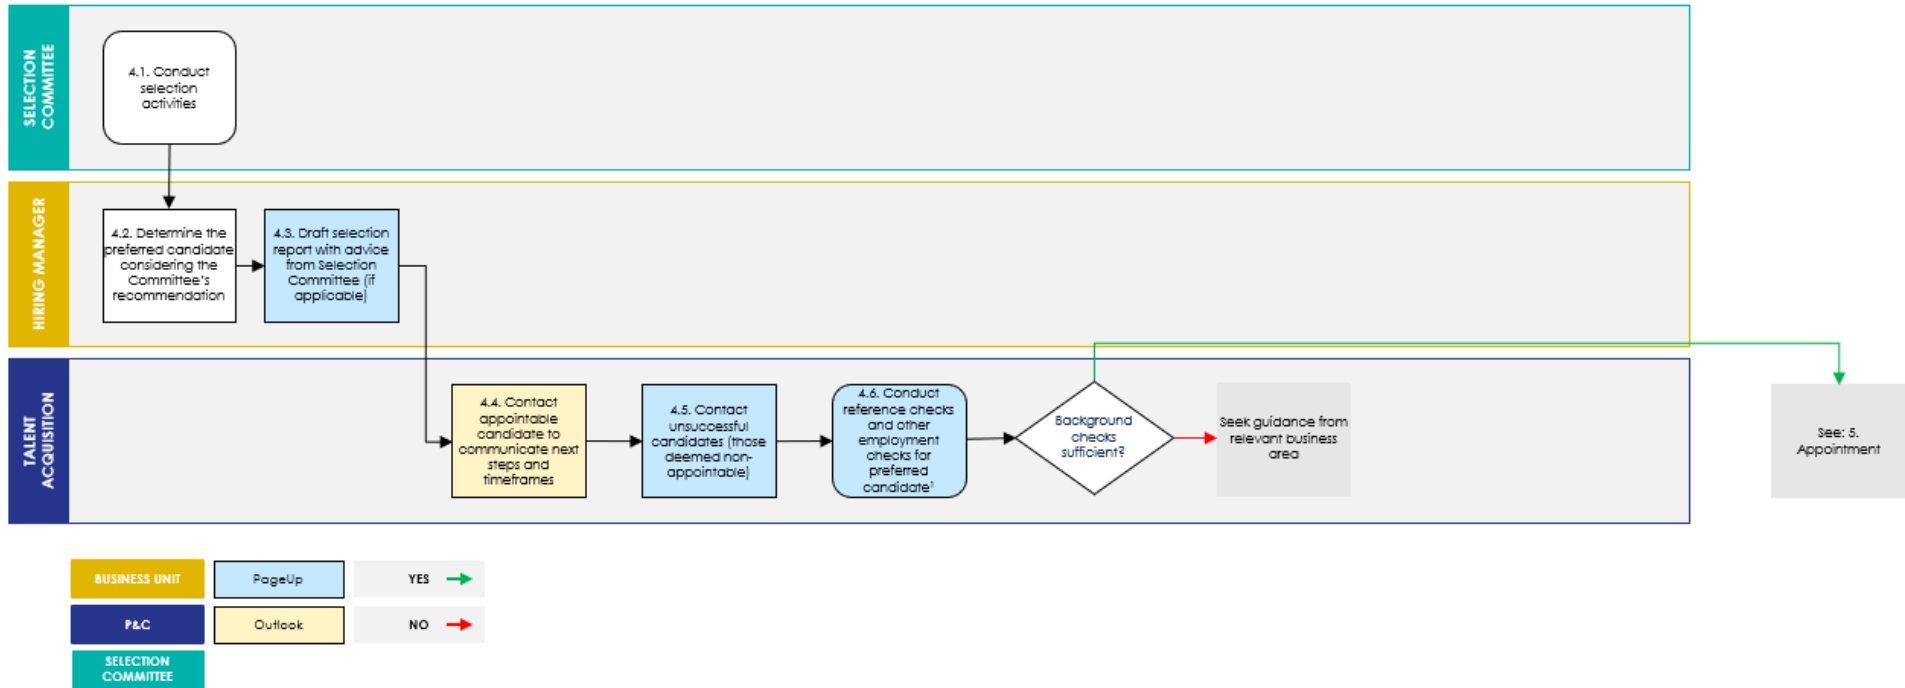 SELECTION
COMMITTEE
4.1. Conduct
selection
activities
HIRING MANAGER
4.2. Determine the
preferred candidate
considering the
Committee's
recommendation
4.3. Draft selection
report with advice
from Selection
Committee (if
applicable)
TALENT
ACQUISITION
4.4. Contact
appointable
candidate to
communicate next
steps and
timeframes
4.5. Contact
unsuccessful
candidates (those
deemed non-
appointable)
4.6. Conduct
reference checks
and other
employment
checks for
preferred
candidate¹
Background
checks
sufficient?
Seek guidance from
relevant business
area
See: 5.
Appointment
BUSINESS UNIT
PageUp
YES
P&C
Outlook
NO
SELECTION
COMMITTEE